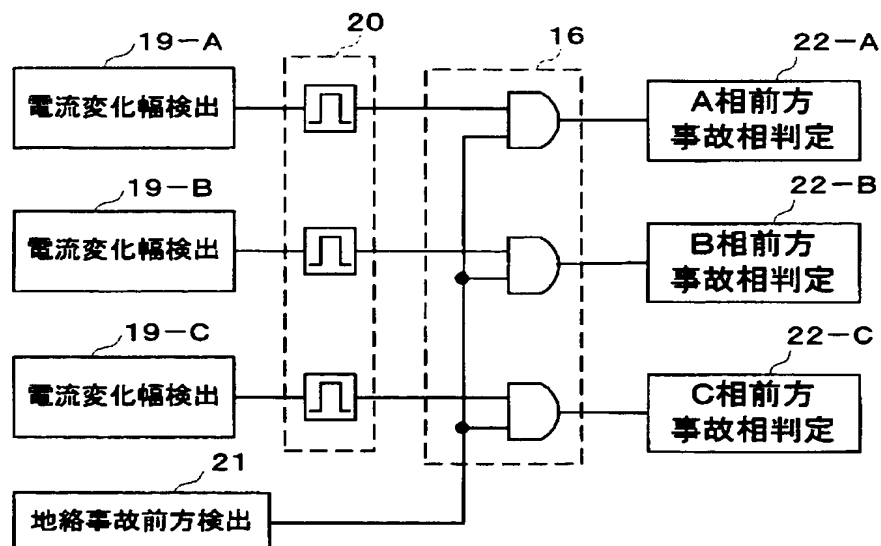 20
16
19-A
電流変化幅検出
22-A
A相前方
事故相判定
19-B
電流変化幅検出
22-B
B相前方
事故相判定
19-C
電流変化幅検出
22-C
C相前方
事故相判定
21
地絡事故前方検出